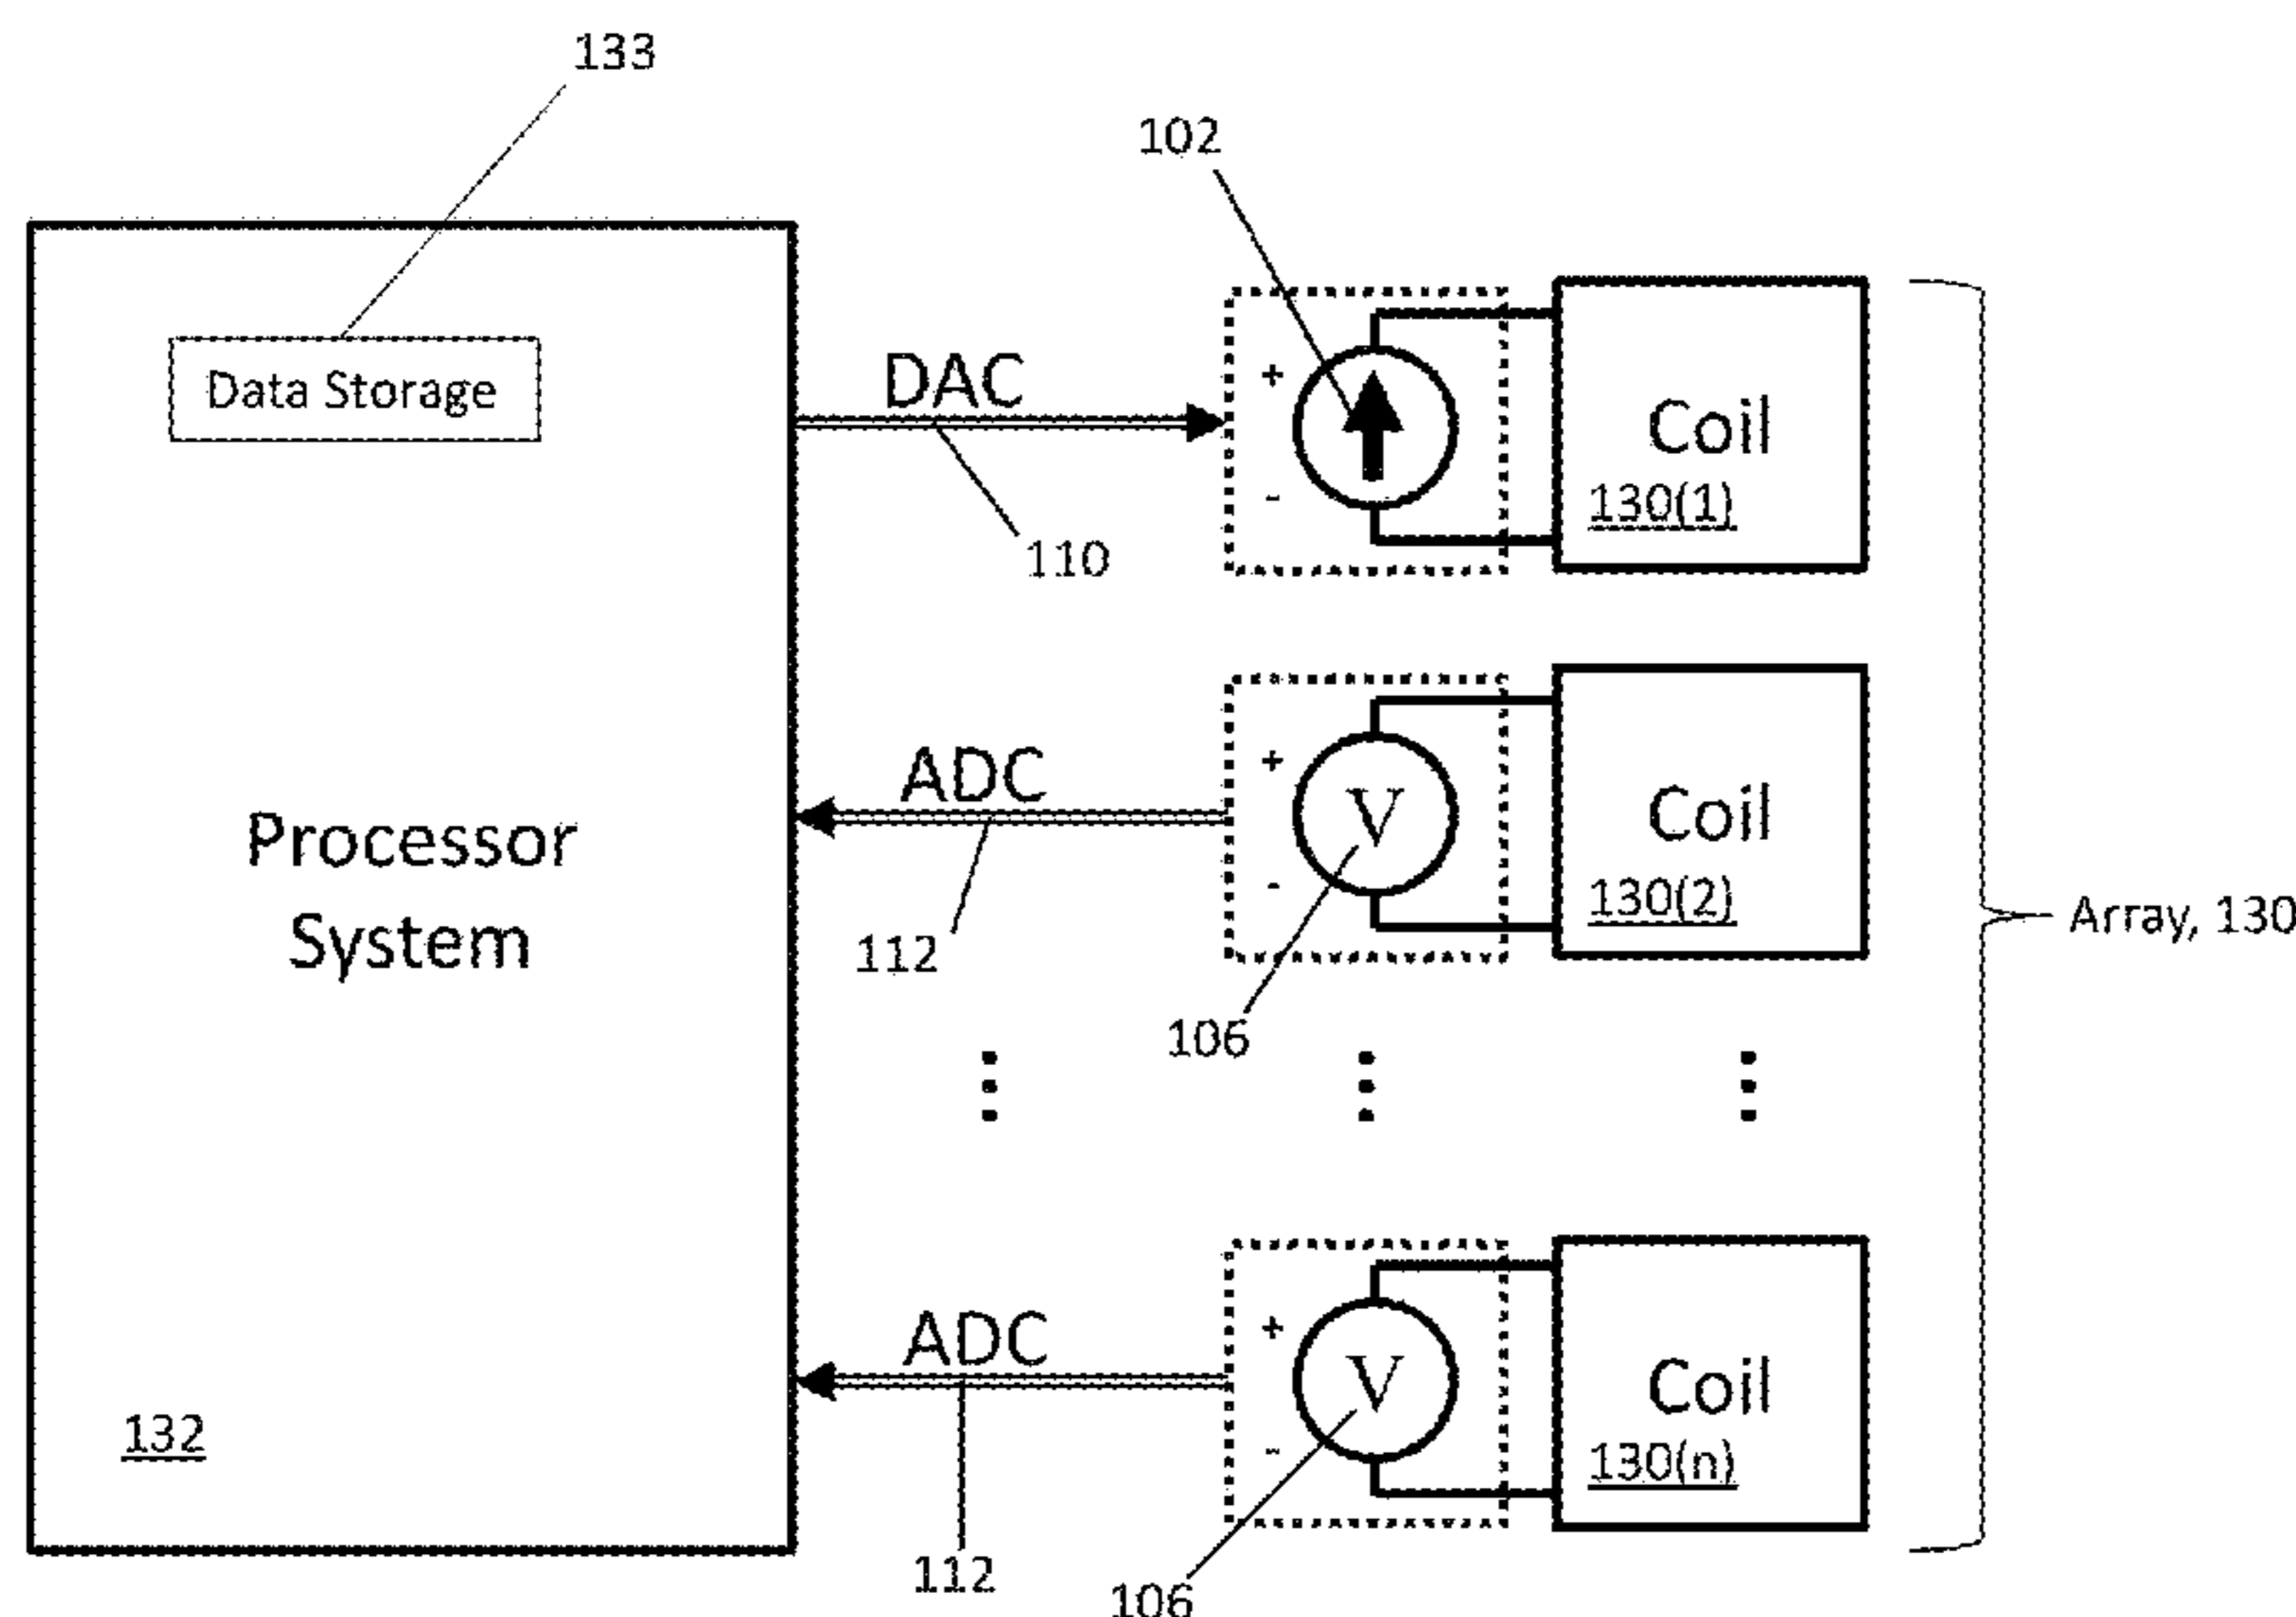 133
102
Data Storage
DAC
+
-
Coil
130(1)
110
Processor
System
ADC
+
V
-
Coil
130(2)
112
106
Array, 130
ADC
+
V
-
Coil
130(n)
132
112
106